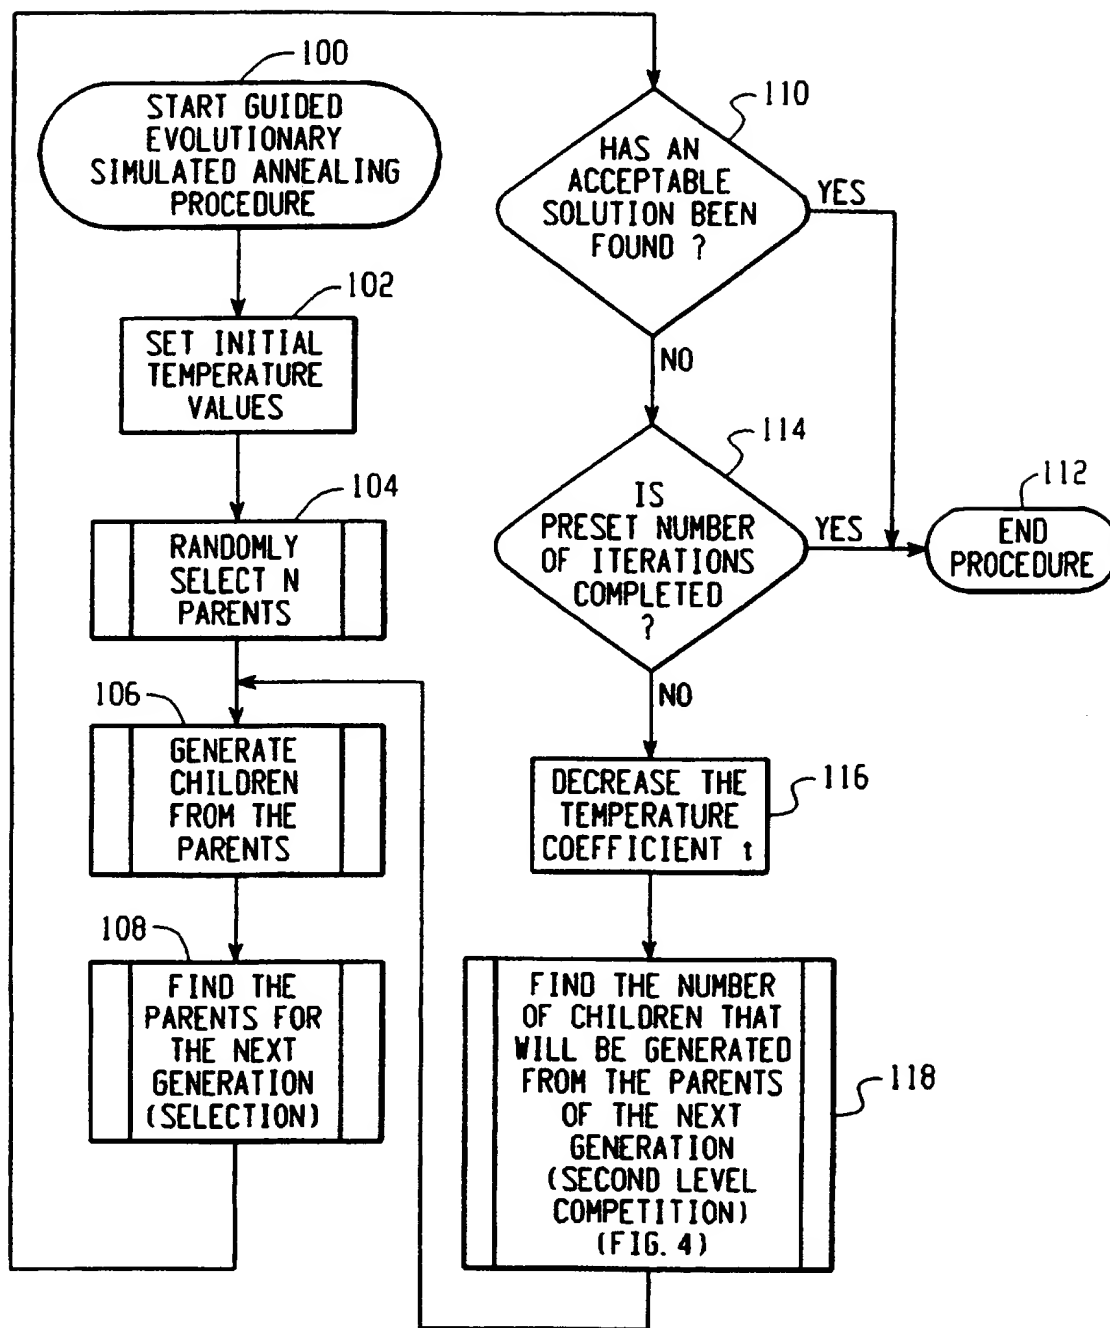 100
START GUIDED
EVOLUTIONARY
SIMULATED ANNEALING
PROCEDURE
102
SET INITIAL
TEMPERATURE
VALUES
104
RANDOMLY
SELECT N
PARENTS
106
GENERATE
CHILDREN
FROM THE
PARENTS
108
FIND THE
PARENTS FOR
THE NEXT
GENERATION
(SELECTION)
110
HAS AN
ACCEPTABLE
SOLUTION BEEN
FOUND ?
YES
NO
114
IS
PRESET NUMBER
OF ITERATIONS
COMPLETED
?
YES
NO
112
END
PROCEDURE
116
DECREASE THE
TEMPERATURE
COEFFICIENT t
118
FIND THE NUMBER
OF CHILDREN THAT
WILL BE GENERATED
FROM THE PARENTS
OF THE NEXT
GENERATION
(SECOND LEVEL
COMPETITION)
(FIG. 4)